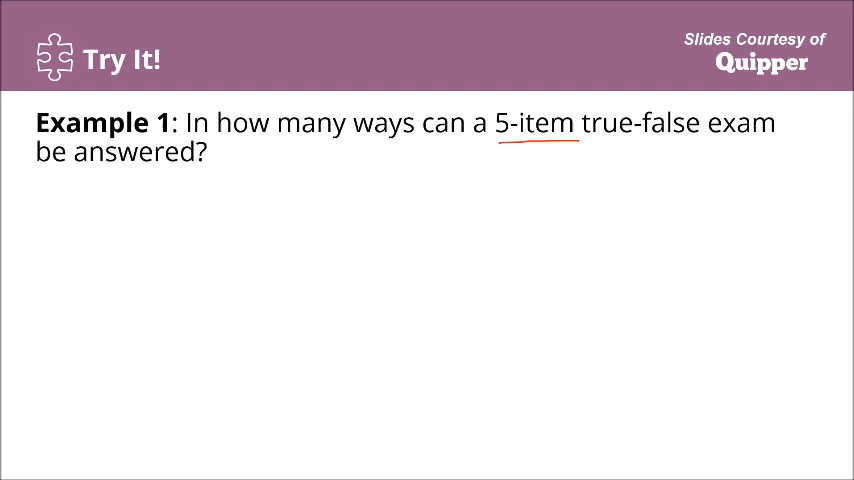 Try It!
Slides Courtesy of
Quipper
Example 1: In how many ways can a 5-item true-false exam
be answered?